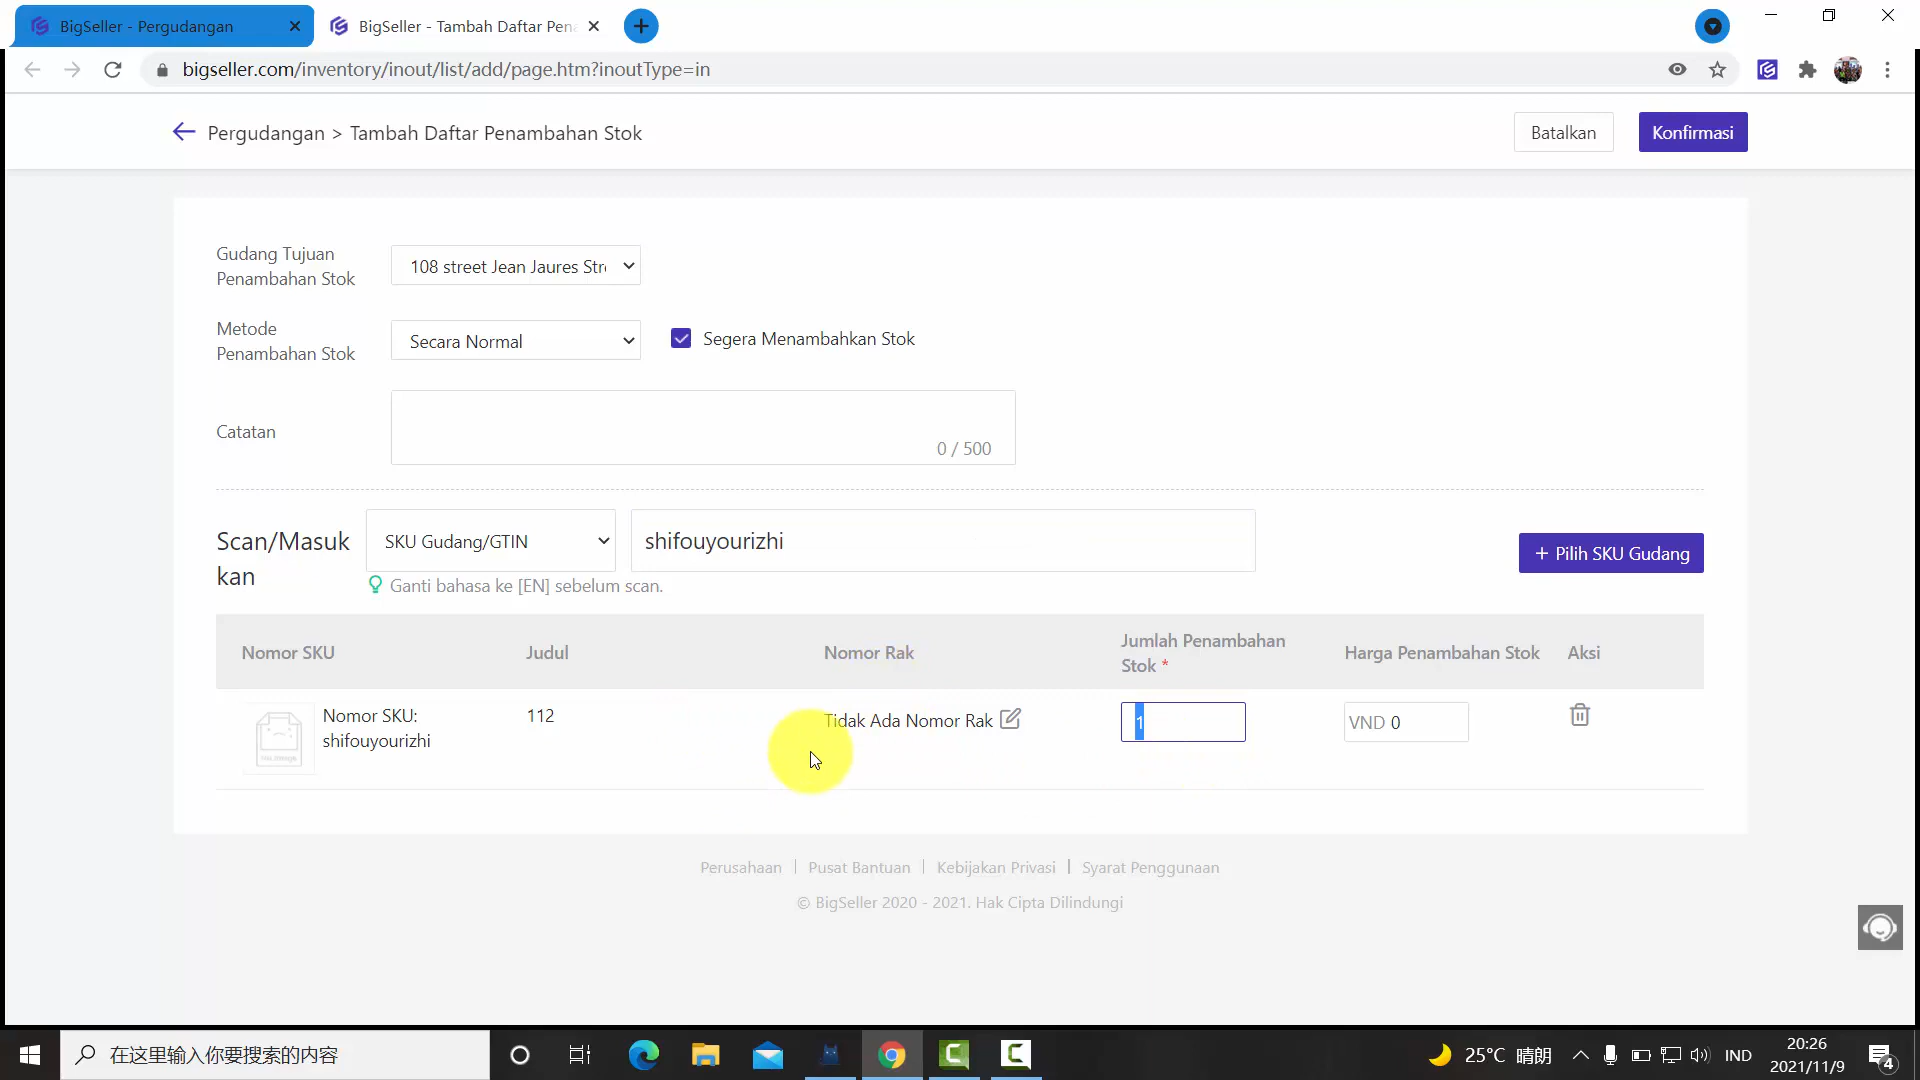 BigSeller - Pergudangan
BigSeller - Tambah Daftar Pen
bigseller.com/inventory/inout/list/add/page.htm?inoutType=in
Pergudangan > Tambah Daftar Penambahan Stok
Batalkan
Konfirmasi
Gudang Tujuan
Penambahan Stok
108 street Jean Jaures Str
Metode
Penambahan Stok
Secara Normal
Segera Menambahkan Stok
Catatan
0 / 500
Scan/Masuk
kan
SKU Gudang/GTIN
shifouyourizhi
+ Pilih SKU Gudang
Ganti bahasa ke [EN] sebelum scan.
Nomor SKU
Judul
Nomor Rak
Jumlah Penambahan
Stok *
Harga Penambahan Stok
Aksi
Nomor SKU:
shifouyourizhi
112
Tidak Ada Nomor Rak
1
VND 0
Perusahaan | Pusat Bantuan | Kebijakan Privasi | Syarat Penggunaan
© BigSeller 2020 - 2021. Hak Cipta Dilindungi
在这里输入你要搜索的内容
25°C 晴朗
IND
20:26
2021/11/9
4